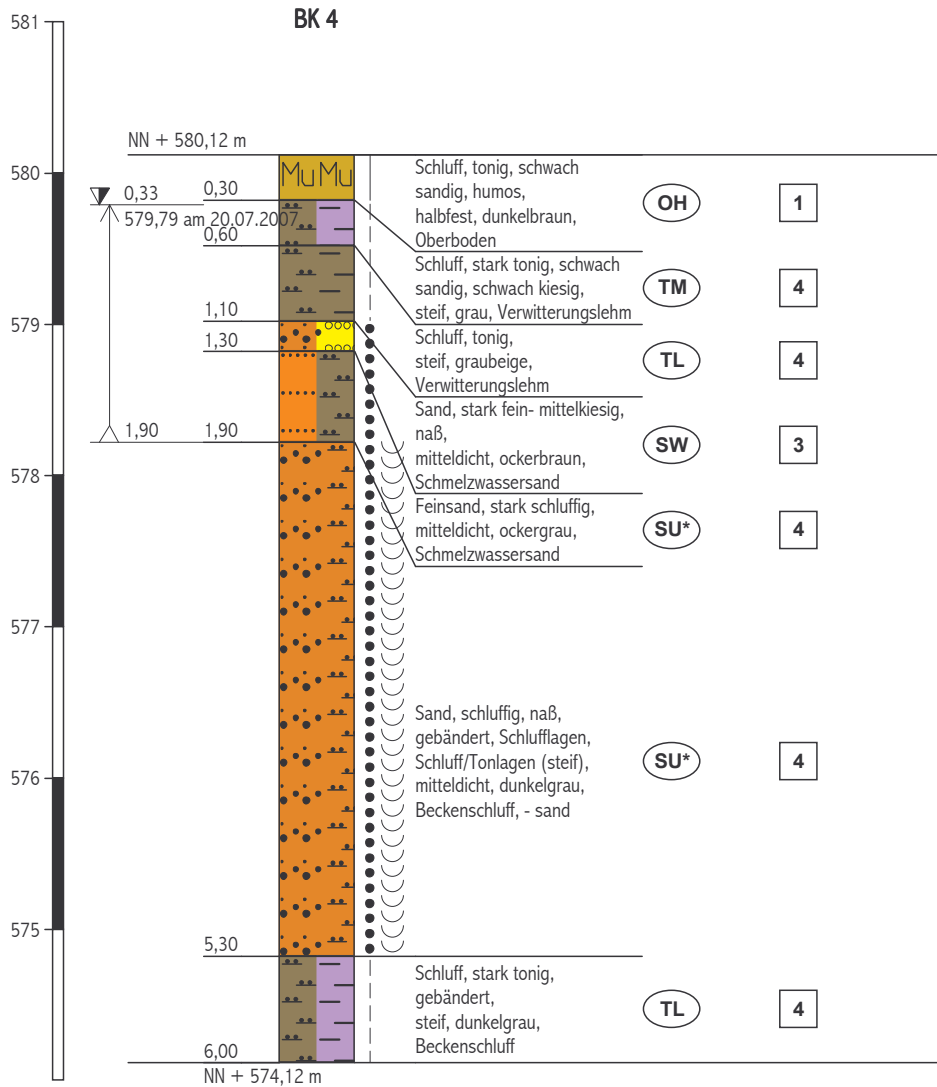 BK 4
581
580
579
578
577
576
575
NN + 580,12 m
0,33
579,79 am 20.07.2007
1,90
0,30
0,60
1,10
1,30
1,90
5,30
6,00
NN + 574,12 m
Mu Mu
Schluff, tonig, schwach
sandig, humos,
halbfest, dunkelbraun,
Oberboden
OH
1
Schluff, stark tonig, schwach
sandig, schwach kiesig,
steif, grau, Verwitterungslehm
TM
4
Schluff, tonig,
steif, graubeige,
Verwitterungslehm
TL
4
Sand, stark fein- mittelkiesig,
naß,
mitteldicht, ockerbraun,
Schmelzwassersand
SW
3
Feinsand, stark schluffig,
mitteldicht, ockergrau,
Schmelzwassersand
SU*
4
Sand, schluffig, naß,
gebändert, Schlufflagen,
Schluff/Tonlagen (steif),
mitteldicht, dunkelgrau,
Beckenschluff, - sand
SU*
4
Schluff, stark tonig,
gebändert,
steif, dunkelgrau,
Beckenschluff
TL
4